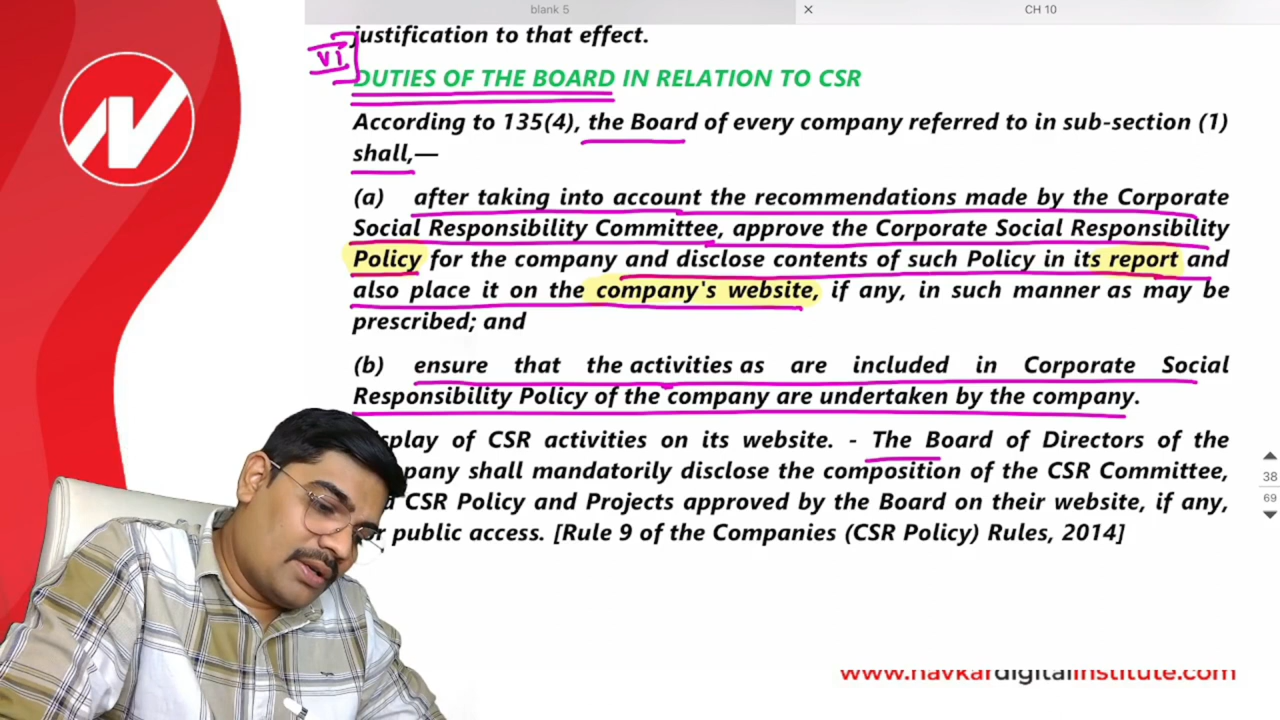 blank 5
CH 10
justification to that effect.
vi
DUTIES OF THE BOARD IN RELATION TO CSR
According to 135(4), the Board of every company referred to in sub-section (1)
shall,—
(a) after taking into account the recommendations made by the Corporate
Social Responsibility Committee, approve the Corporate Social Responsibility
Policy for the company and disclose contents of such Policy in its report and
also place it on the company's website, if any, in such manner as may be
prescribed; and
(b) ensure that the activities as are included in Corporate Social
Responsibility Policy of the company are undertaken by the company.
of CSR activities on its website. - The Board of Directors of the
shall mandatorily disclose the composition of the CSR Committee,
CSR Policy and Projects approved by the Board on their website, if any,
public access. [Rule 9 of the Companies (CSR Policy) Rules, 2014]
38
69
www.navkardigitalinstitute.com